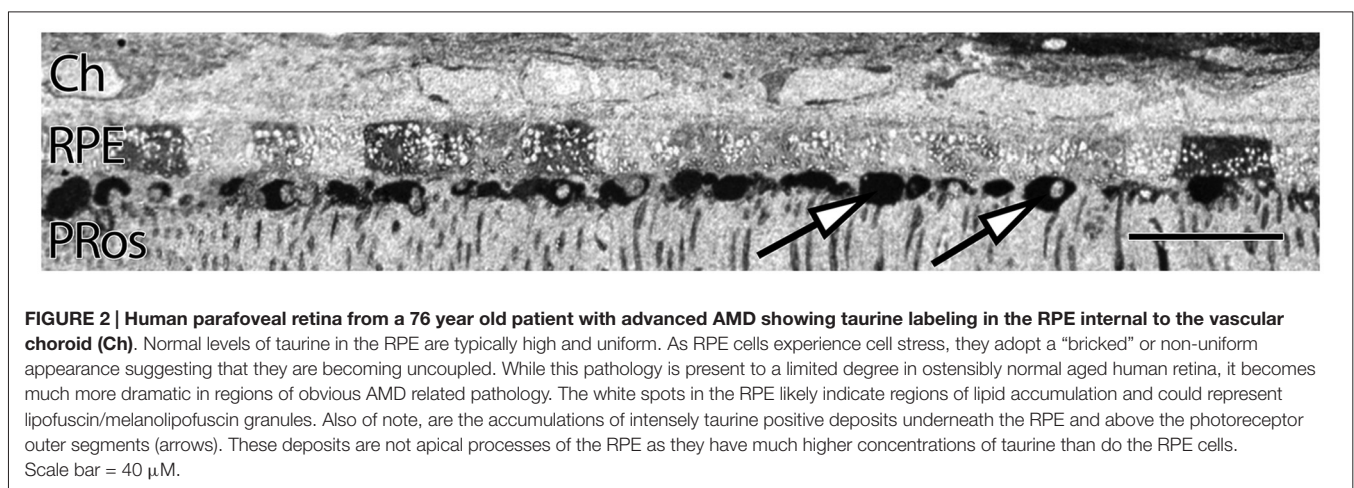 Ch
RPE
PRos
FIGURE 2 | Human parafoveal retina from a 76 year old patient with advanced AMD showing taurine labeling in the RPE internal to the vascular
choroid (Ch). Normal levels of taurine in the RPE are typically high and uniform. As RPE cells experience cell stress, they adopt a “bricked” or non-uniform
appearance suggesting that they are becoming uncoupled. While this pathology is present to a limited degree in ostensibly normal aged human retina, it becomes
much more dramatic in regions of obvious AMD related pathology. The white spots in the RPE likely indicate regions of lipid accumulation and could represent
lipofuscin/melanolipofuscin granules. Also of note, are the accumulations of intensely taurine positive deposits underneath the RPE and above the photoreceptor
outer segments (arrows). These deposits are not apical processes of the RPE as they have much higher concentrations of taurine than do the RPE cells.
Scale bar = 40 μM.